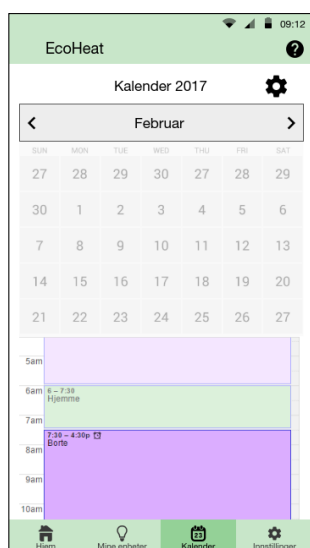 09:12
EcoHeat
Kalender 2017
Februar
SUN MON TUE WED THU FRI SAT
27 28 29 30 27 28 29
30 1 2 3 4 5 6
7 8 9 10 11 12 13
14 15 16 17 18 19 20
21 22 23 24 25 26 27
5am
6am 6 – 7:30
Hjemme
7am
7:30 – 4:30p
8am Borte
9am
10am
23
Hjem Mine enheter Kalender Innstillinger